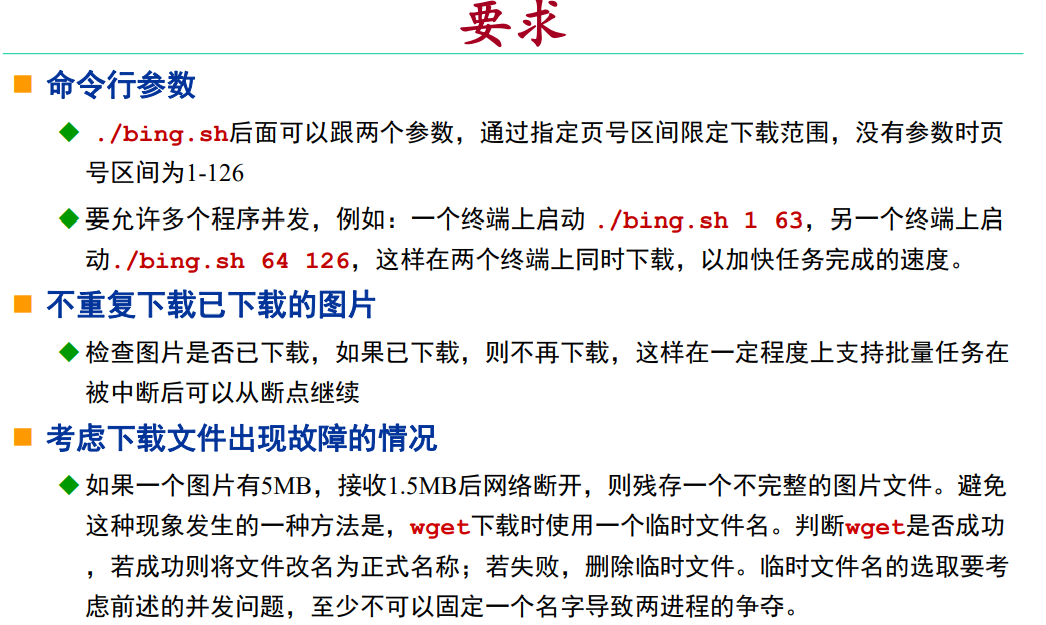 要求
命令行参数
./bing.sh后面可以跟两个参数，通过指定页号区间限定下载范围，没有参数时页
号区间为1-126
要允许多个程序并发，例如：一个终端上启动 ./bing.sh 1 63，另一个终端上启
动./bing.sh 64 126，这样在两个终端上同时下载，以加快任务完成的速度。
不重复下载已下载的图片
检查图片是否已下载，如果已下载，则不再下载，这样在一定程度上支持批量任务在
被中断后可以从断点继续
考虑下载文件出现故障的情况
如果一个图片有5MB，接收1.5MB后网络断开，则残存一个不完整的图片文件。避免
这种现象发生的一种方法是，wget下载时使用一个临时文件名。判断wget是否成功
，若成功则将文件改名为正式名称；若失败，删除临时文件。临时文件名的选取要考
虑前述的并发问题，至少不可以固定一个名字导致两进程的争夺。